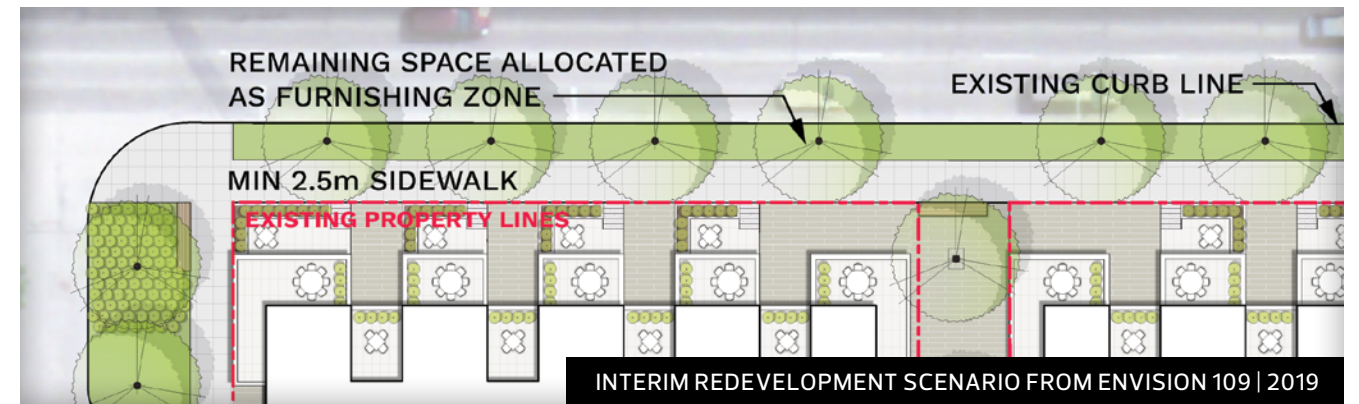 REMAINING SPACE ALLOCATED
AS FURNISHING ZONE
EXISTING CURB LINE
MIN 2.5m SIDEWALK
EXISTING PROPERTY LINES
INTERIM REDEVELOPMENT SCENARIO FROM ENVISION 109 | 2019